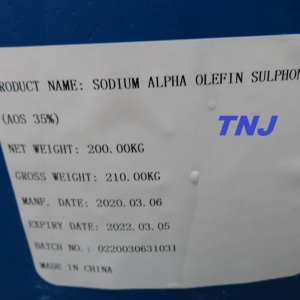 PRODUCT NAME: SODIUM ALPHA OLEFIN SULPHON
TNJ
(AOS 35%)
NET WEIGHT: 200.00KG
GROSS WEIGHT: 210.00KG
MANF. DATE: 2020.03.06
EXPIRY DATE: 2022.03.05
BATCH NO.: 0220030631031
MADE IN CHINA